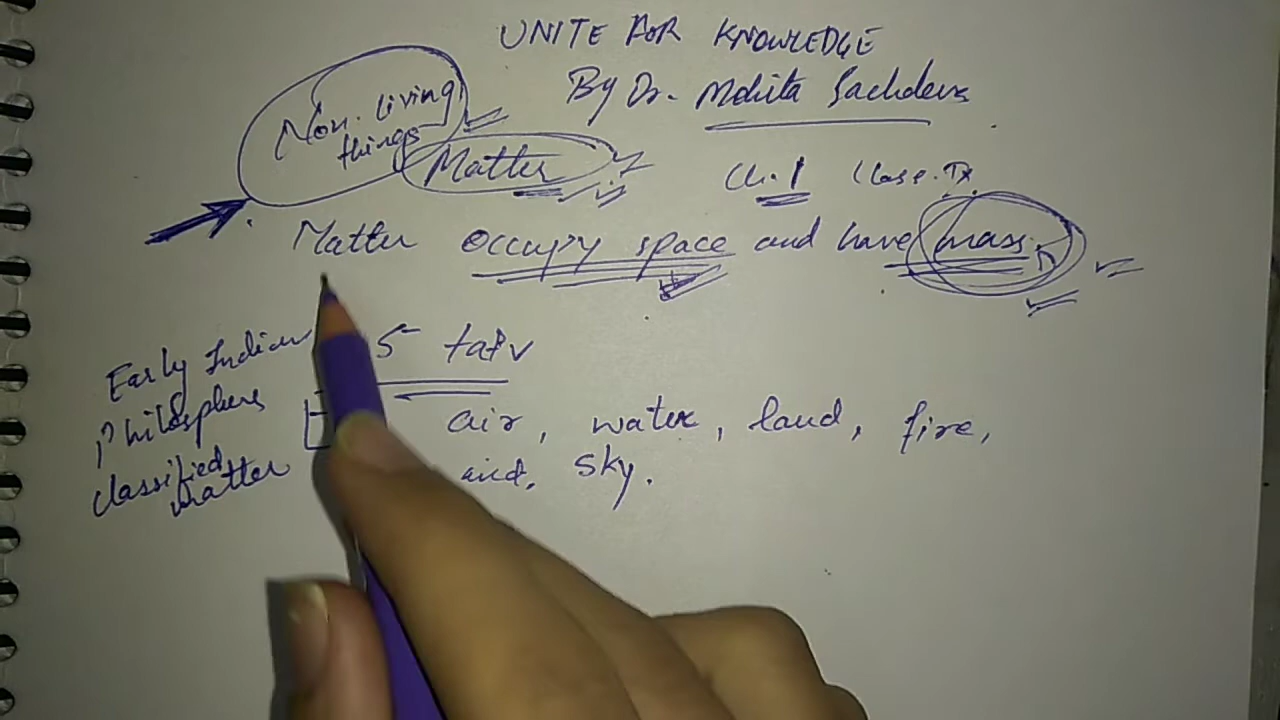 UNITE FOR KNOWLEDGE
By Dr. Mohita Sachdeva
Non. living
things
Matter
Ch. 1 Class. IX
Matter occupy space and have mass.
Early Indian
Philosphers
classified
matter
5 tatv
air, water, land, fire,
and, sky.